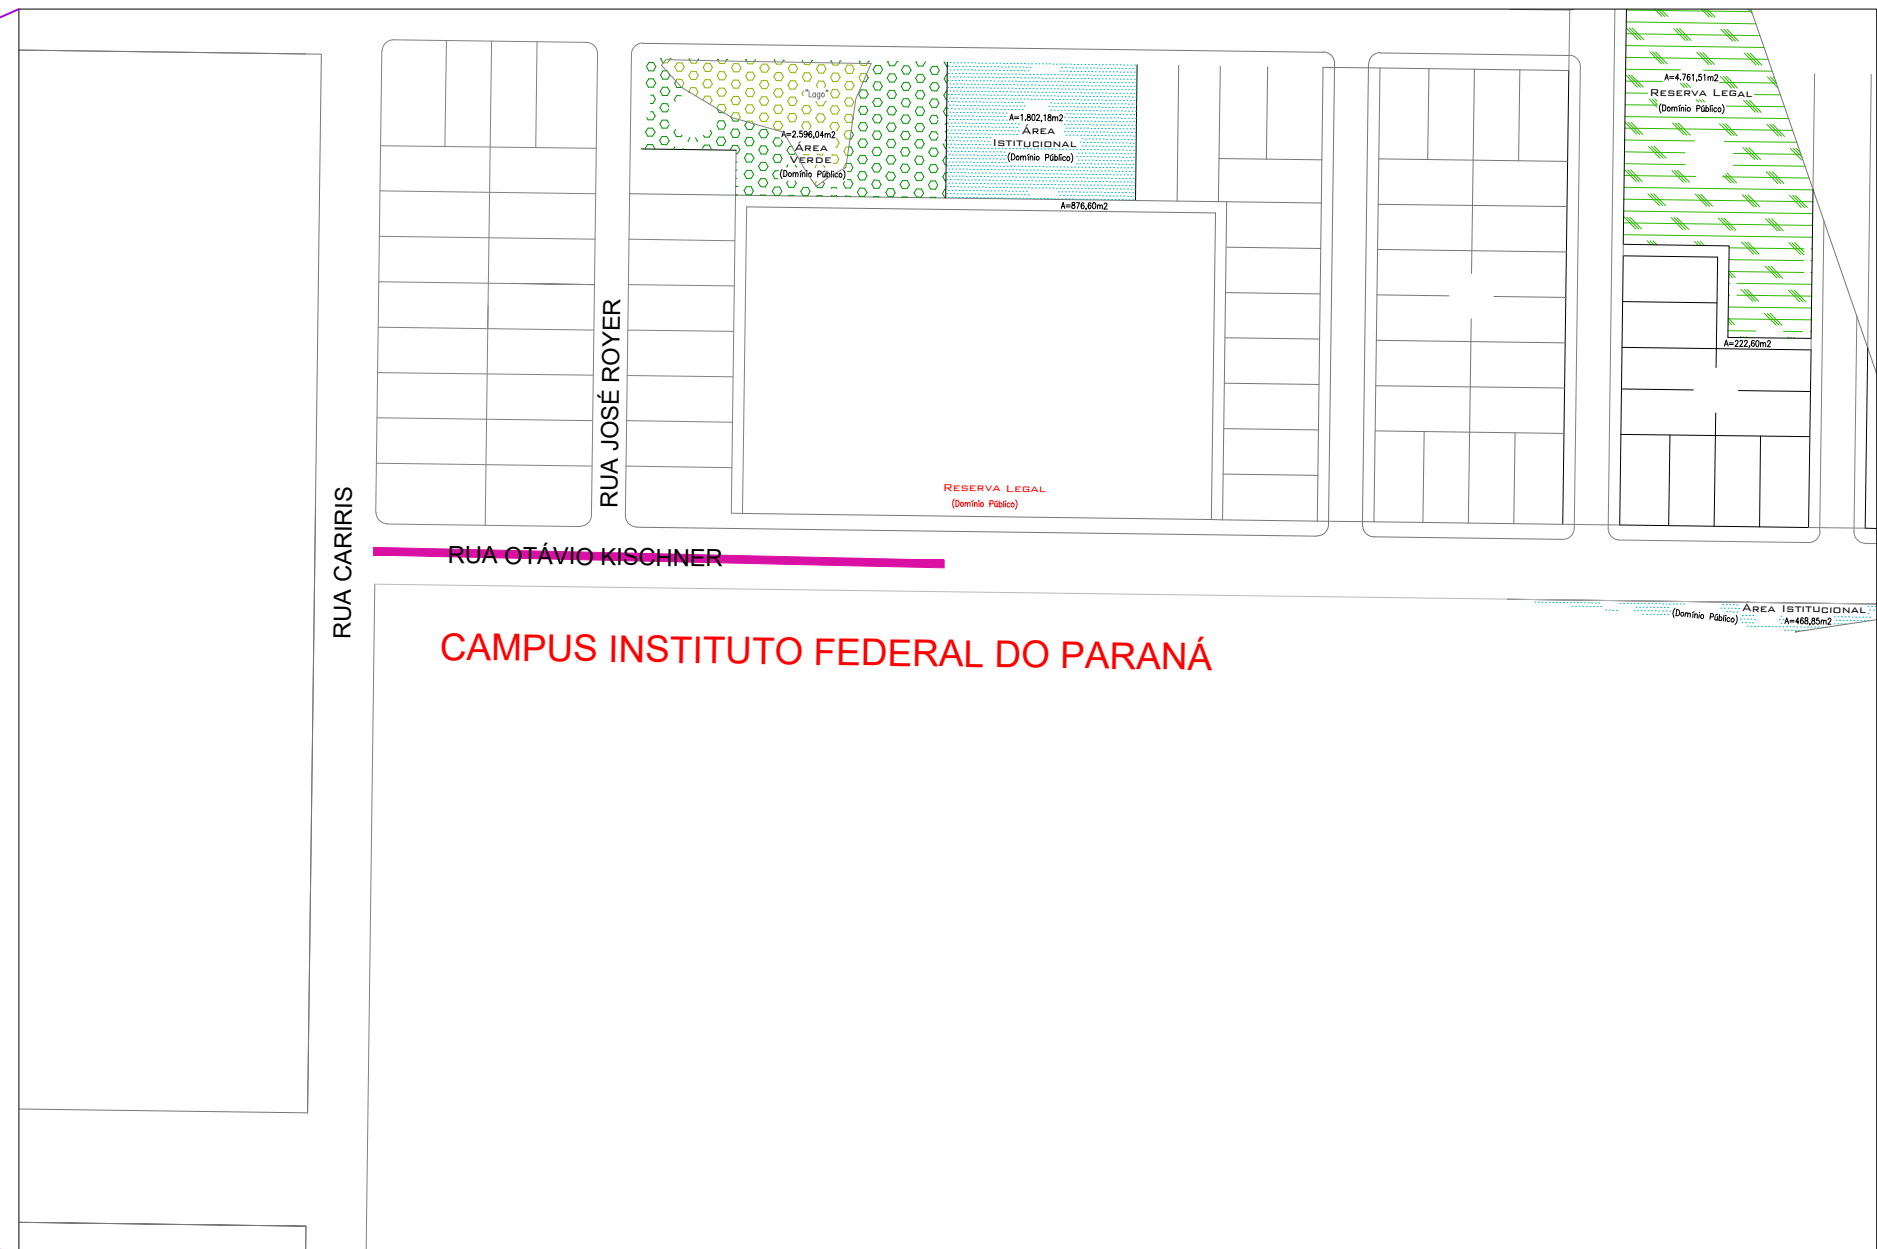 "Lago"
A=2.596,04m2
ÁREA
VERDE
(Domínio Público)
A=1.802,18m2
ÁREA
ISTITUCIONAL
(Domínio Público)
A=876,60m2
A=4.761,51m2
RESERVA LEGAL
(Domínio Público)
A=222,60m2
RUA JOSÉ ROYER
RUA CARIRIS
RESERVA LEGAL
(Domínio Público)
RUA OTÁVIO KISCHNER
(Domínio Público)
ÁREA ISTITUCIONAL
A=468,85m2
CAMPUS INSTITUTO FEDERAL DO PARANÁ